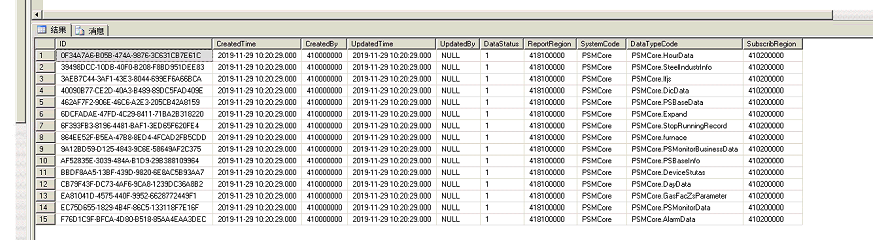 结果 消息
ID CreatedTime CreatedBy UpdatedTime UpdatedBy DataStatus ReportRegion SystemCode DataTypeCode SubscribRegion
1 0F34A7A6-B05B-474A-9876-3C631CB7E61C 2019-11-29 10:20:29.000 410000000 2019-11-29 10:20:29.000 NULL 1 418100000 PSMCore PSMCore.HourData 410200000
2 39498DCC-10DB-40F0-B208-F8BD951DEE83 2019-11-29 10:20:29.000 410000000 2019-11-29 10:20:29.000 NULL 1 418100000 PSMCore PSMCore.SteelIndustInfo 410200000
3 3AEB7C44-3AF1-43E3-8044-699EF6A66BCA 2019-11-29 10:20:29.000 410000000 2019-11-29 10:20:29.000 NULL 1 418100000 PSMCore PSMCore.lljs 410200000
4 40090B77-CE2D-40A3-B489-89DC5FAD409E 2019-11-29 10:20:29.000 410000000 2019-11-29 10:20:29.000 NULL 1 418100000 PSMCore PSMCore.DicData 410200000
5 462AF7F2-906E-46C6-A2E3-205CB42A8159 2019-11-29 10:20:29.000 410000000 2019-11-29 10:20:29.000 NULL 1 418100000 PSMCore PSMCore.PSBaseData 410200000
6 6DCFADAE-47FD-4C29-8411-71BA2B318220 2019-11-29 10:20:29.000 410000000 2019-11-29 10:20:29.000 NULL 1 418100000 PSMCore PSMCore.Expand 410200000
7 6F393FB3-8196-4481-BAF1-3ED65F620FE4 2019-11-29 10:20:29.000 410000000 2019-11-29 10:20:29.000 NULL 1 418100000 PSMCore PSMCore.StopRunningRecord 410200000
8 864EE52F-B5EA-47B8-8ED4-4FCAD2FB5CDD 2019-11-29 10:20:29.000 410000000 2019-11-29 10:20:29.000 NULL 1 418100000 PSMCore PSMCore.furnace 410200000
9 9A12BD59-D125-4843-9C6E-58649AF2C375 2019-11-29 10:20:29.000 410000000 2019-11-29 10:20:29.000 NULL 1 418100000 PSMCore PSMCore.PSMonitorBusinessData 410200000
10 AF52835E-3039-484A-B1D9-29B388109964 2019-11-29 10:20:29.000 410000000 2019-11-29 10:20:29.000 NULL 1 418100000 PSMCore PSMCore.PSBaseInfo 410200000
11 BBDF8AA5-13BF-439D-9820-6E8AC5B93AA7 2019-11-29 10:20:29.000 410000000 2019-11-29 10:20:29.000 NULL 1 418100000 PSMCore PSMCore.DeviceStutas 410200000
12 CB79F43F-DC73-4AF6-9CA8-1239DC36A8B2 2019-11-29 10:20:29.000 410000000 2019-11-29 10:20:29.000 NULL 1 418100000 PSMCore PSMCore.DayData 410200000
13 EA81041D-4575-440F-9952-6628772449F1 2019-11-29 10:20:29.000 410000000 2019-11-29 10:20:29.000 NULL 1 418100000 PSMCore PSMCore.GasFacZsParameter 410200000
14 EC75D655-1829-4B4F-86C5-133118F7E16F 2019-11-29 10:20:29.000 410000000 2019-11-29 10:20:29.000 NULL 1 418100000 PSMCore PSMCore.PSMonitorData 410200000
15 F76D1C9F-BFCA-4D80-B518-85AA4EAA3DEC 2019-11-29 10:20:29.000 410000000 2019-11-29 10:20:29.000 NULL 1 418100000 PSMCore PSMCore.AlarmData 410200000